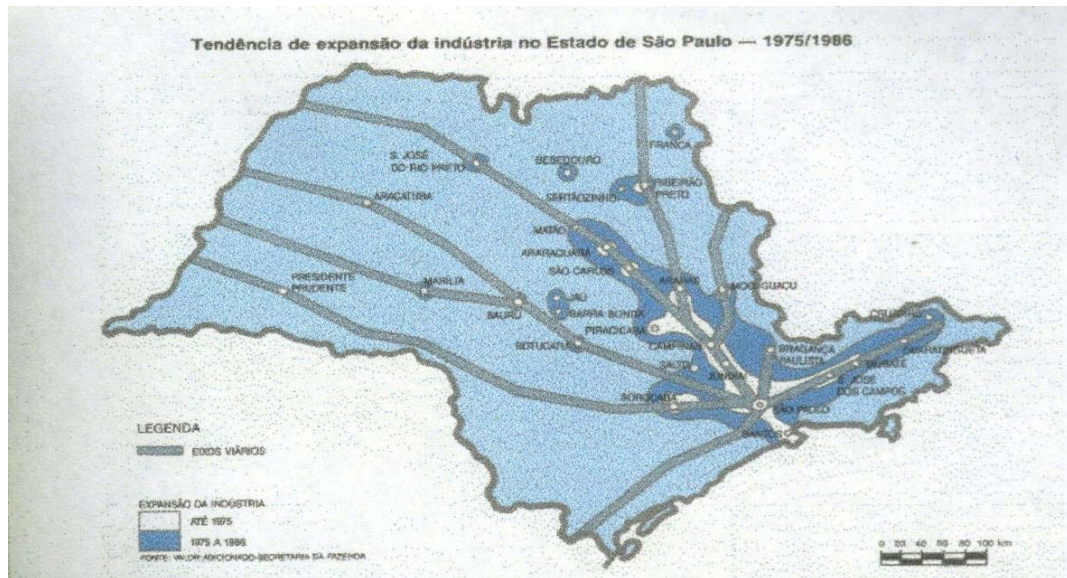 Tendência de expansão da indústria no Estado de São Paulo — 1975/1986
FRANCA
S. JOSÉ
DO RIO PRETO
BEBEDOURO
RIBEIRÃO
PRETO
SERTÃOZINHO
ARAÇATUBA
MATÃO
ARARAQUARA
SÃO CARLOS
ARARAS
MOGI-GUAÇU
PRESIDENTE
PRUDENTE
MARÍLIA
JAÚ
BAURU
BARRA BONITA
PIRACICABA
CRUZEIRO
BOTUCATU
CAMPINAS
BRAGANÇA
PAULISTA
GUARATINGUETÁ
TAUBATÉ
SALTO
JUNDIAÍ
S. JOSÉ
DOS CAMPOS
SOROCABA
SÃO PAULO
SANTOS
LEGENDA
EIXOS VIÁRIOS
EXPANSÃO DA INDÚSTRIA
ATÉ 1975
1975 A 1986
FONTE: VALOR ADICIONADO-SECRETARIA DA FAZENDA
0 20 40 60 80 100 km